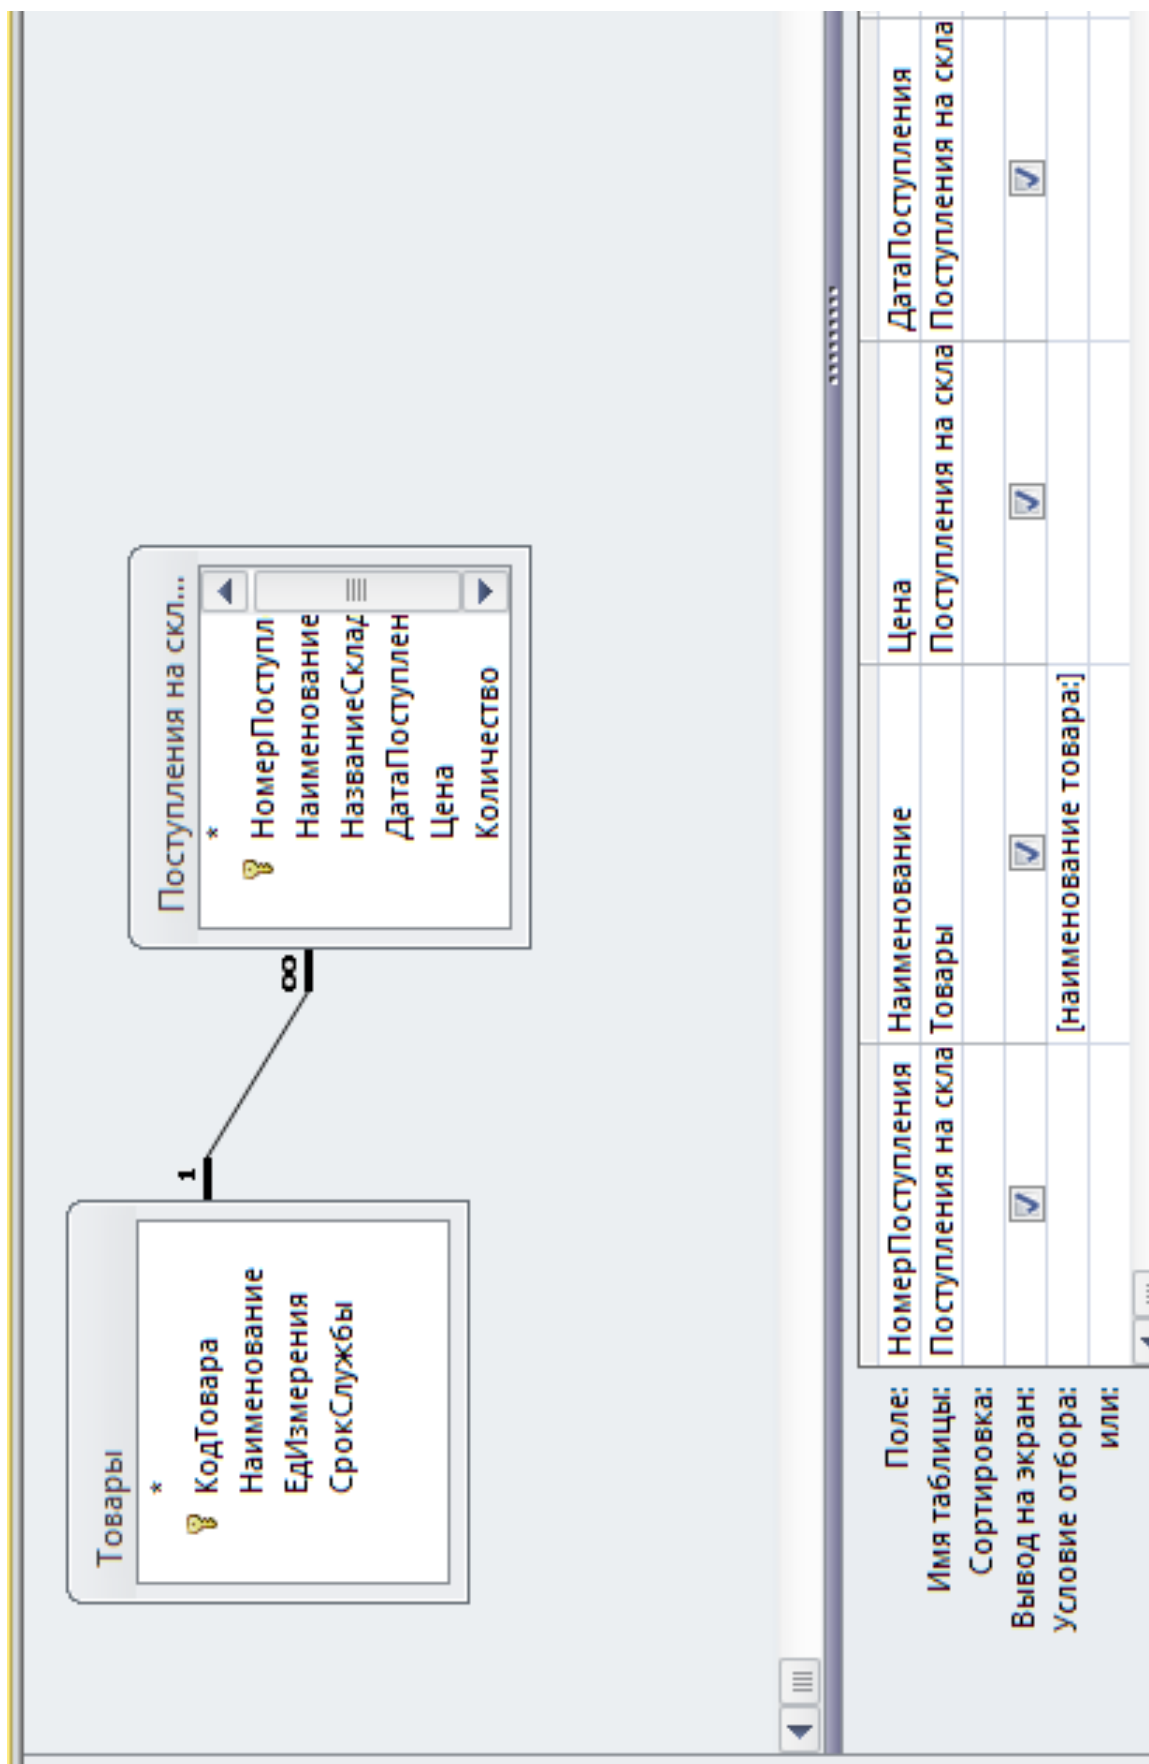 Товары
*
КодТовара
Наименование
ЕдИзмерения
СрокСлужбы
1
∞
Поступления на скл...
*
НомерПоступл
Наименование
НазваниеСклад
ДатаПоступлен
Цена
Количество
Поле: НомерПоступления Наименование Цена ДатаПоступления
Имя таблицы: Поступления на скла Товары Поступления на скла Поступления на скла
Сортировка:
Вывод на экран:
Условие отбора: [наименование товара:]
или: